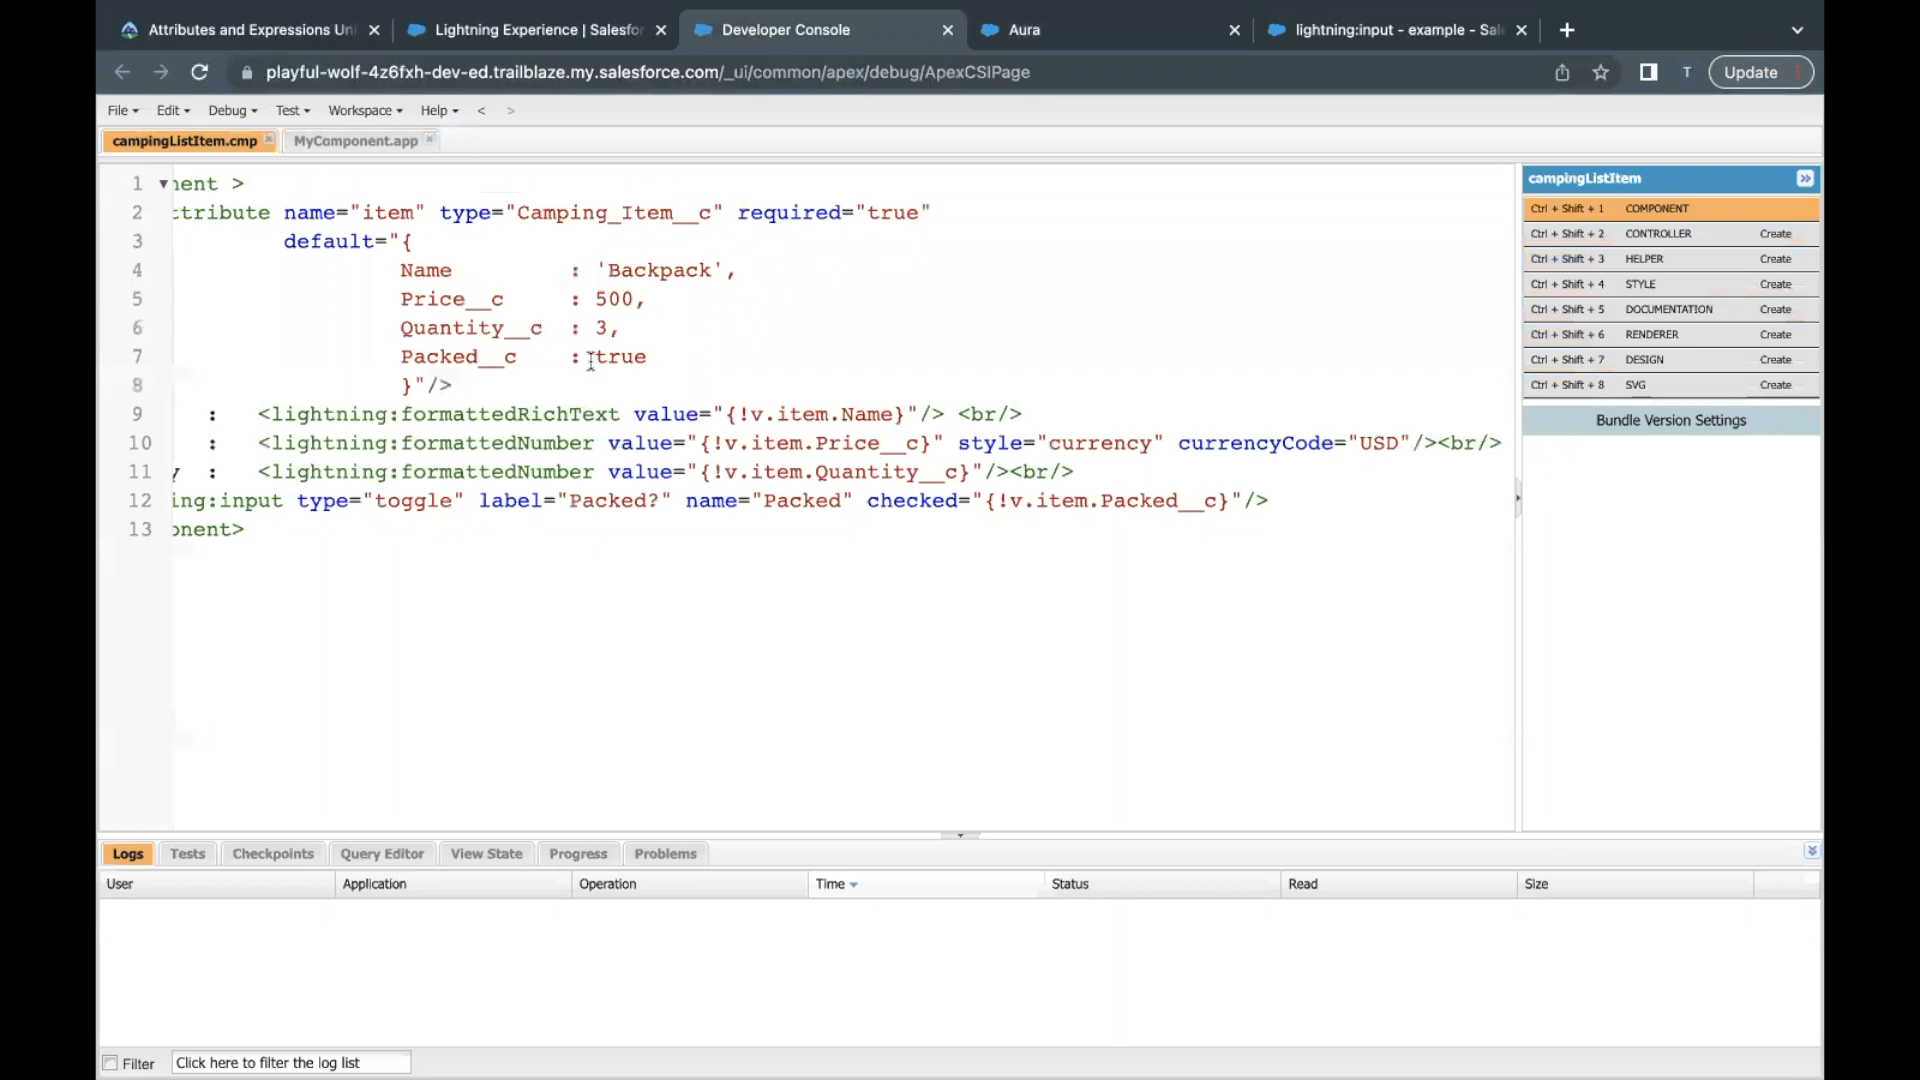 Attributes and Expressions Uni
Lightning Experience | Salesfor
Developer Console
Aura
lightning:input - example - Sale
playful-wolf-4z6fxh-dev-ed.trailblaze.my.salesforce.com/_ui/common/apex/debug/ApexCSIPage
T
Update
File Edit Debug Test Workspace Help < >
campingListItem.cmp
MyComponent.app
1 nent >
2 ttribute name="item" type="Camping_Item__c" required="true"
3 default="{
4 Name : 'Backpack',
5 Price__c : 500,
6 Quantity__c : 3,
7 Packed__c : true
8 }"/>
9 : <lightning:formattedRichText value="{!v.item.Name}"/> <br/>
10 : <lightning:formattedNumber value="{!v.item.Price__c}" style="currency" currencyCode="USD"/><br/>
11 y : <lightning:formattedNumber value="{!v.item.Quantity__c}"/><br/>
12 ing:input type="toggle" label="Packed?" name="Packed" checked="{!v.item.Packed__c}"/>
13 onent>
campingListItem
Ctrl + Shift + 1 COMPONENT
Ctrl + Shift + 2 CONTROLLER Create
Ctrl + Shift + 3 HELPER Create
Ctrl + Shift + 4 STYLE Create
Ctrl + Shift + 5 DOCUMENTATION Create
Ctrl + Shift + 6 RENDERER Create
Ctrl + Shift + 7 DESIGN Create
Ctrl + Shift + 8 SVG Create
Bundle Version Settings
Logs Tests Checkpoints Query Editor View State Progress Problems
User Application Operation Time Status Read Size
Filter Click here to filter the log list